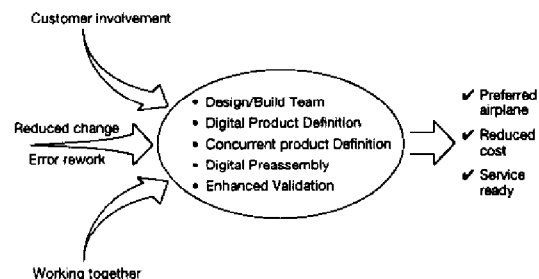 Customer involvement
Reduced change
Error rework
Working together
• Design/Build Team
• Digital Product Definition
• Concurrent product Definition
- Digital Preassembly
• Enhanced Validation
✔ Preferred
airplane
✔ Reduced
cost
✔ Service
ready